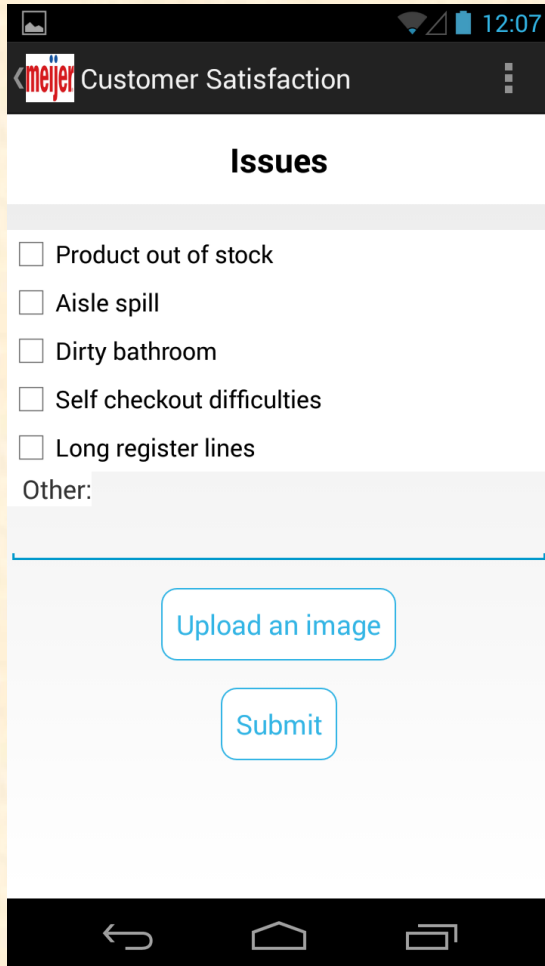 12:07
meijer Customer Satisfaction
Issues
Product out of stock
Aisle spill
Dirty bathroom
Self checkout difficulties
Long register lines
Other:
Upload an image
Submit